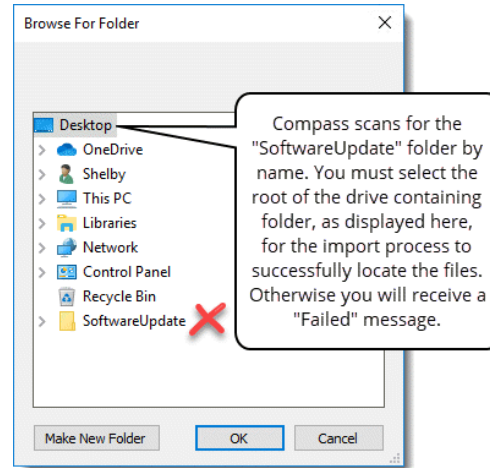 Browse For Folder
Desktop
OneDrive
Shelby
This PC
Libraries
Network
Control Panel
Recycle Bin
SoftwareUpdate
Compass scans for the
"SoftwareUpdate" folder by
name. You must select the
root of the drive containing
folder, as displayed here,
for the import process to
successfully locate the files.
Otherwise you will receive a
"Failed" message.
Make New Folder
OK
Cancel